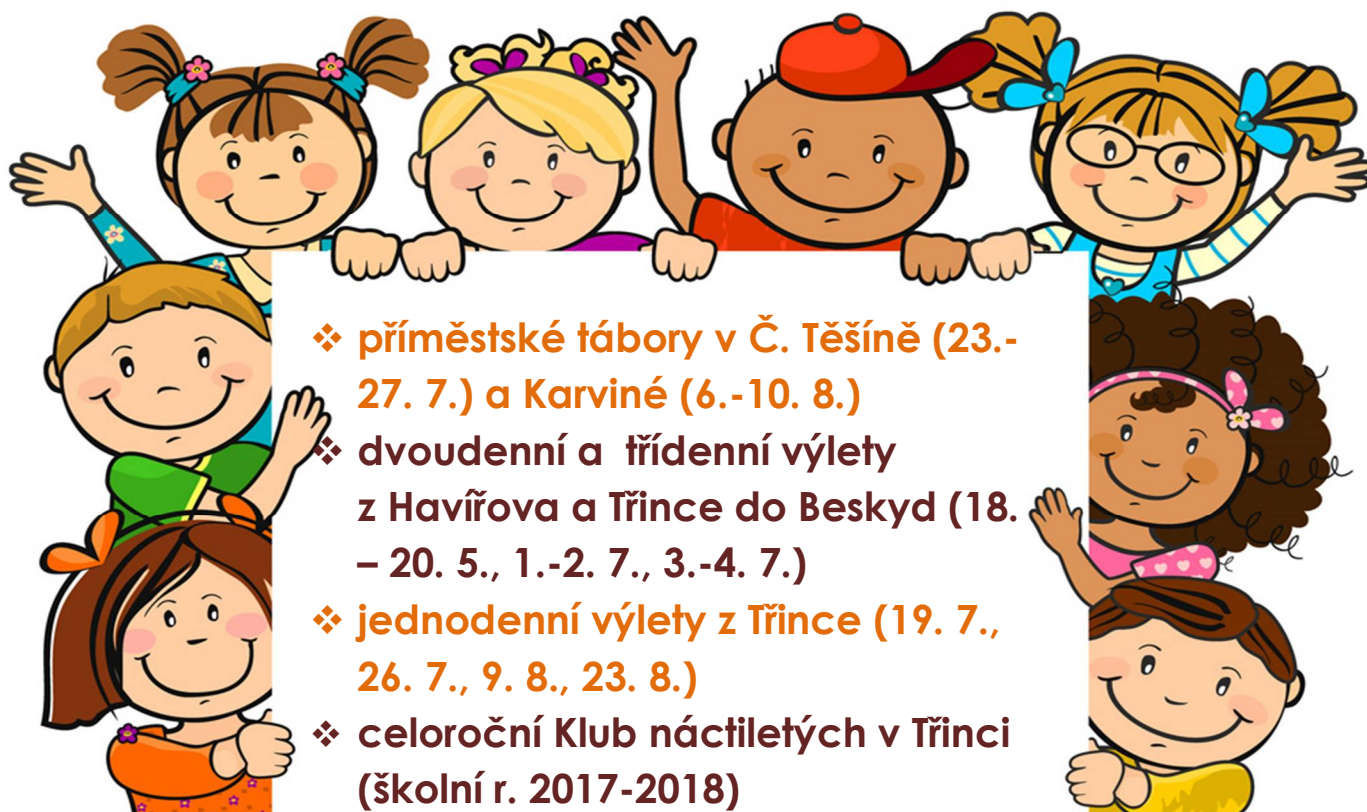 ❖ příměstské tábory v Č. Těšíně (23.-
27. 7.) a Karviné (6.-10. 8.)
❖ dvoudenní a  třídenní výlety
z Havířova a Třince do Beskyd (18.
– 20. 5., 1.-2. 7., 3.-4. 7.)
❖ jednodenní výlety z Třince (19. 7.,
26. 7., 9. 8., 23. 8.)
❖ celoroční Klub náctiletých v Třinci
(školní r. 2017-2018)